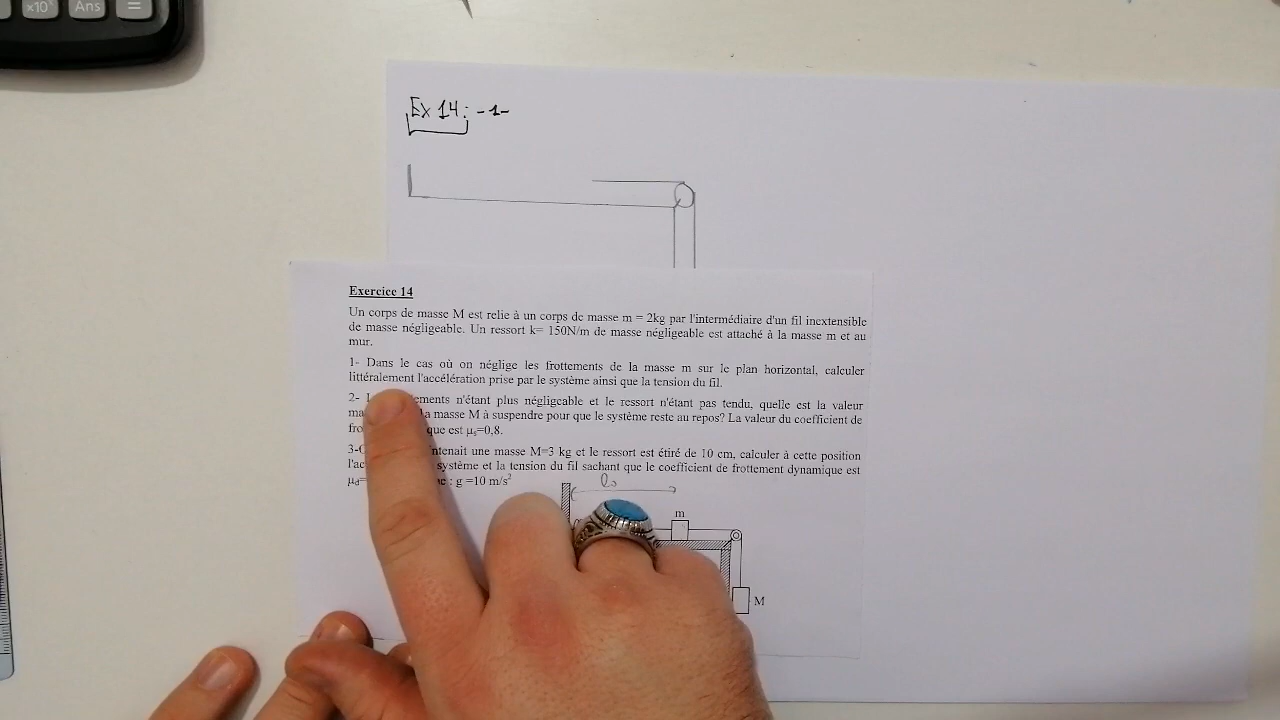 ×10ˣ Ans =
Ex 14: -1-
Exercice 14
Un corps de masse M est relie à un corps de masse m = 2kg par l'intermédiaire d'un fil inextensible
de masse négligeable. Un ressort k= 150N/m de masse négligeable est attaché à la masse m et au
mur.
1- Dans le cas où on néglige les frottements de la masse m sur le plan horizontal, calculer
littéralement l'accélération prise par le système ainsi que la tension du fil.
2- n'étant plus négligeable et le ressort n'étant pas tendu, quelle est la valeur
masse M à suspendre pour que le système reste au repos? La valeur du coefficient de
que est μₛ=0,8.
une masse M=3 kg et le ressort est étiré de 10 cm, calculer à cette position
système et la tension du fil sachant que le coefficient de frottement dynamique est
μd= : g =10 m/s²
l₀
m
M